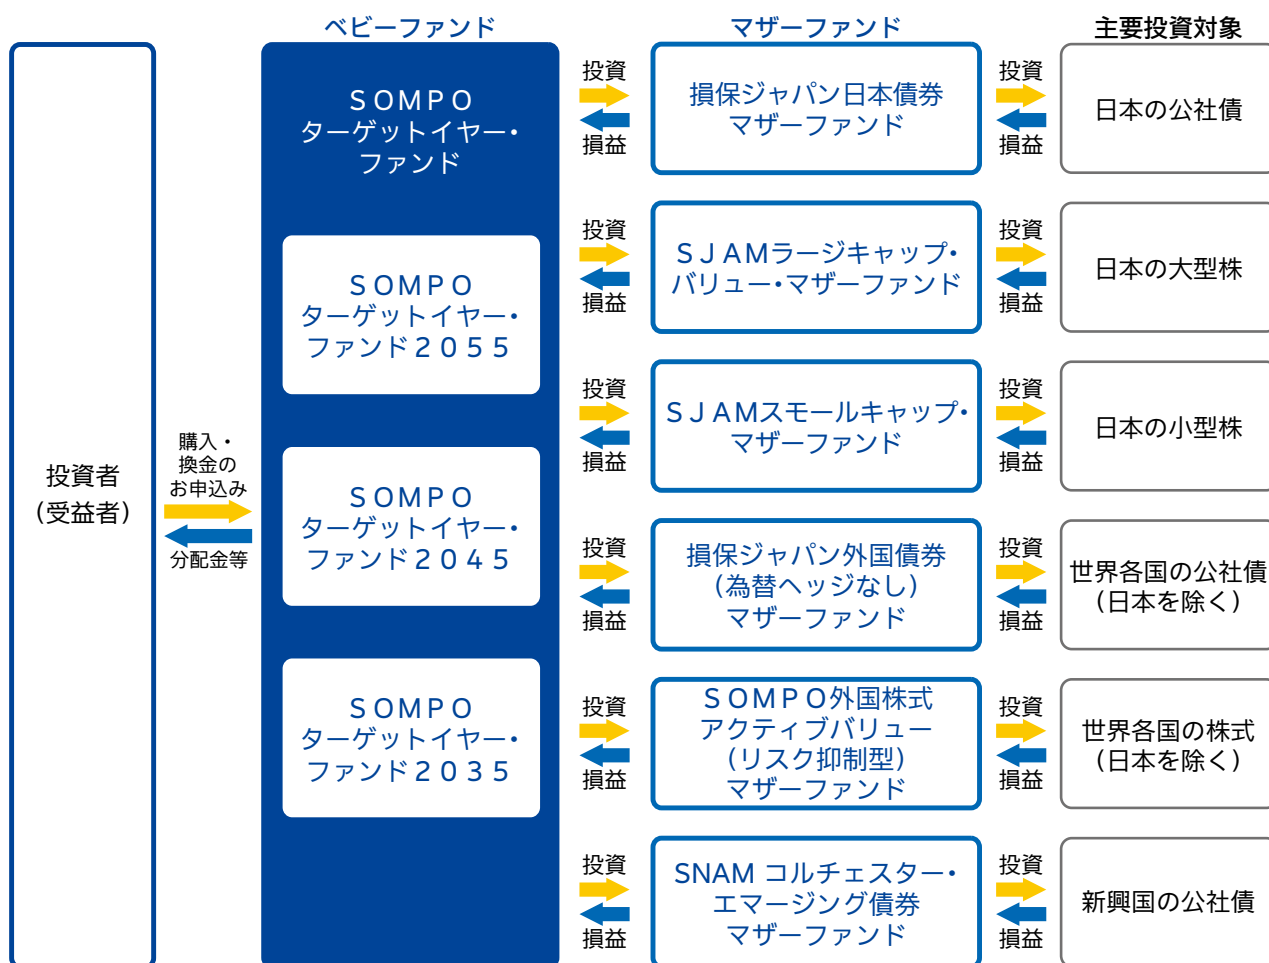 ベビーファンド
マザーファンド
主要投資対象
投資者
（受益者）
購入・
換金の
お申込み
分配金等
ＳＯＭＰＯ
ターゲットイヤー・
ファンド
ＳＯＭＰＯ
ターゲットイヤー・
ファンド２０５５
ＳＯＭＰＯ
ターゲットイヤー・
ファンド２０４５
ＳＯＭＰＯ
ターゲットイヤー・
ファンド２０３５
投資
損益
損保ジャパン日本債券
マザーファンド
投資
損益
日本の公社債
投資
損益
ＳＪＡＭラージキャップ・
バリュー・マザーファンド
投資
損益
日本の大型株
投資
損益
ＳＪＡＭスモールキャップ・
マザーファンド
投資
損益
日本の小型株
投資
損益
損保ジャパン外国債券
（為替ヘッジなし）
マザーファンド
投資
損益
世界各国の公社債
（日本を除く）
投資
損益
ＳＯＭＰＯ外国株式
アクティブバリュー
（リスク抑制型）
マザーファンド
投資
損益
世界各国の株式
（日本を除く）
投資
損益
SNAM コルチェスター・
エマージング債券
マザーファンド
投資
損益
新興国の公社債